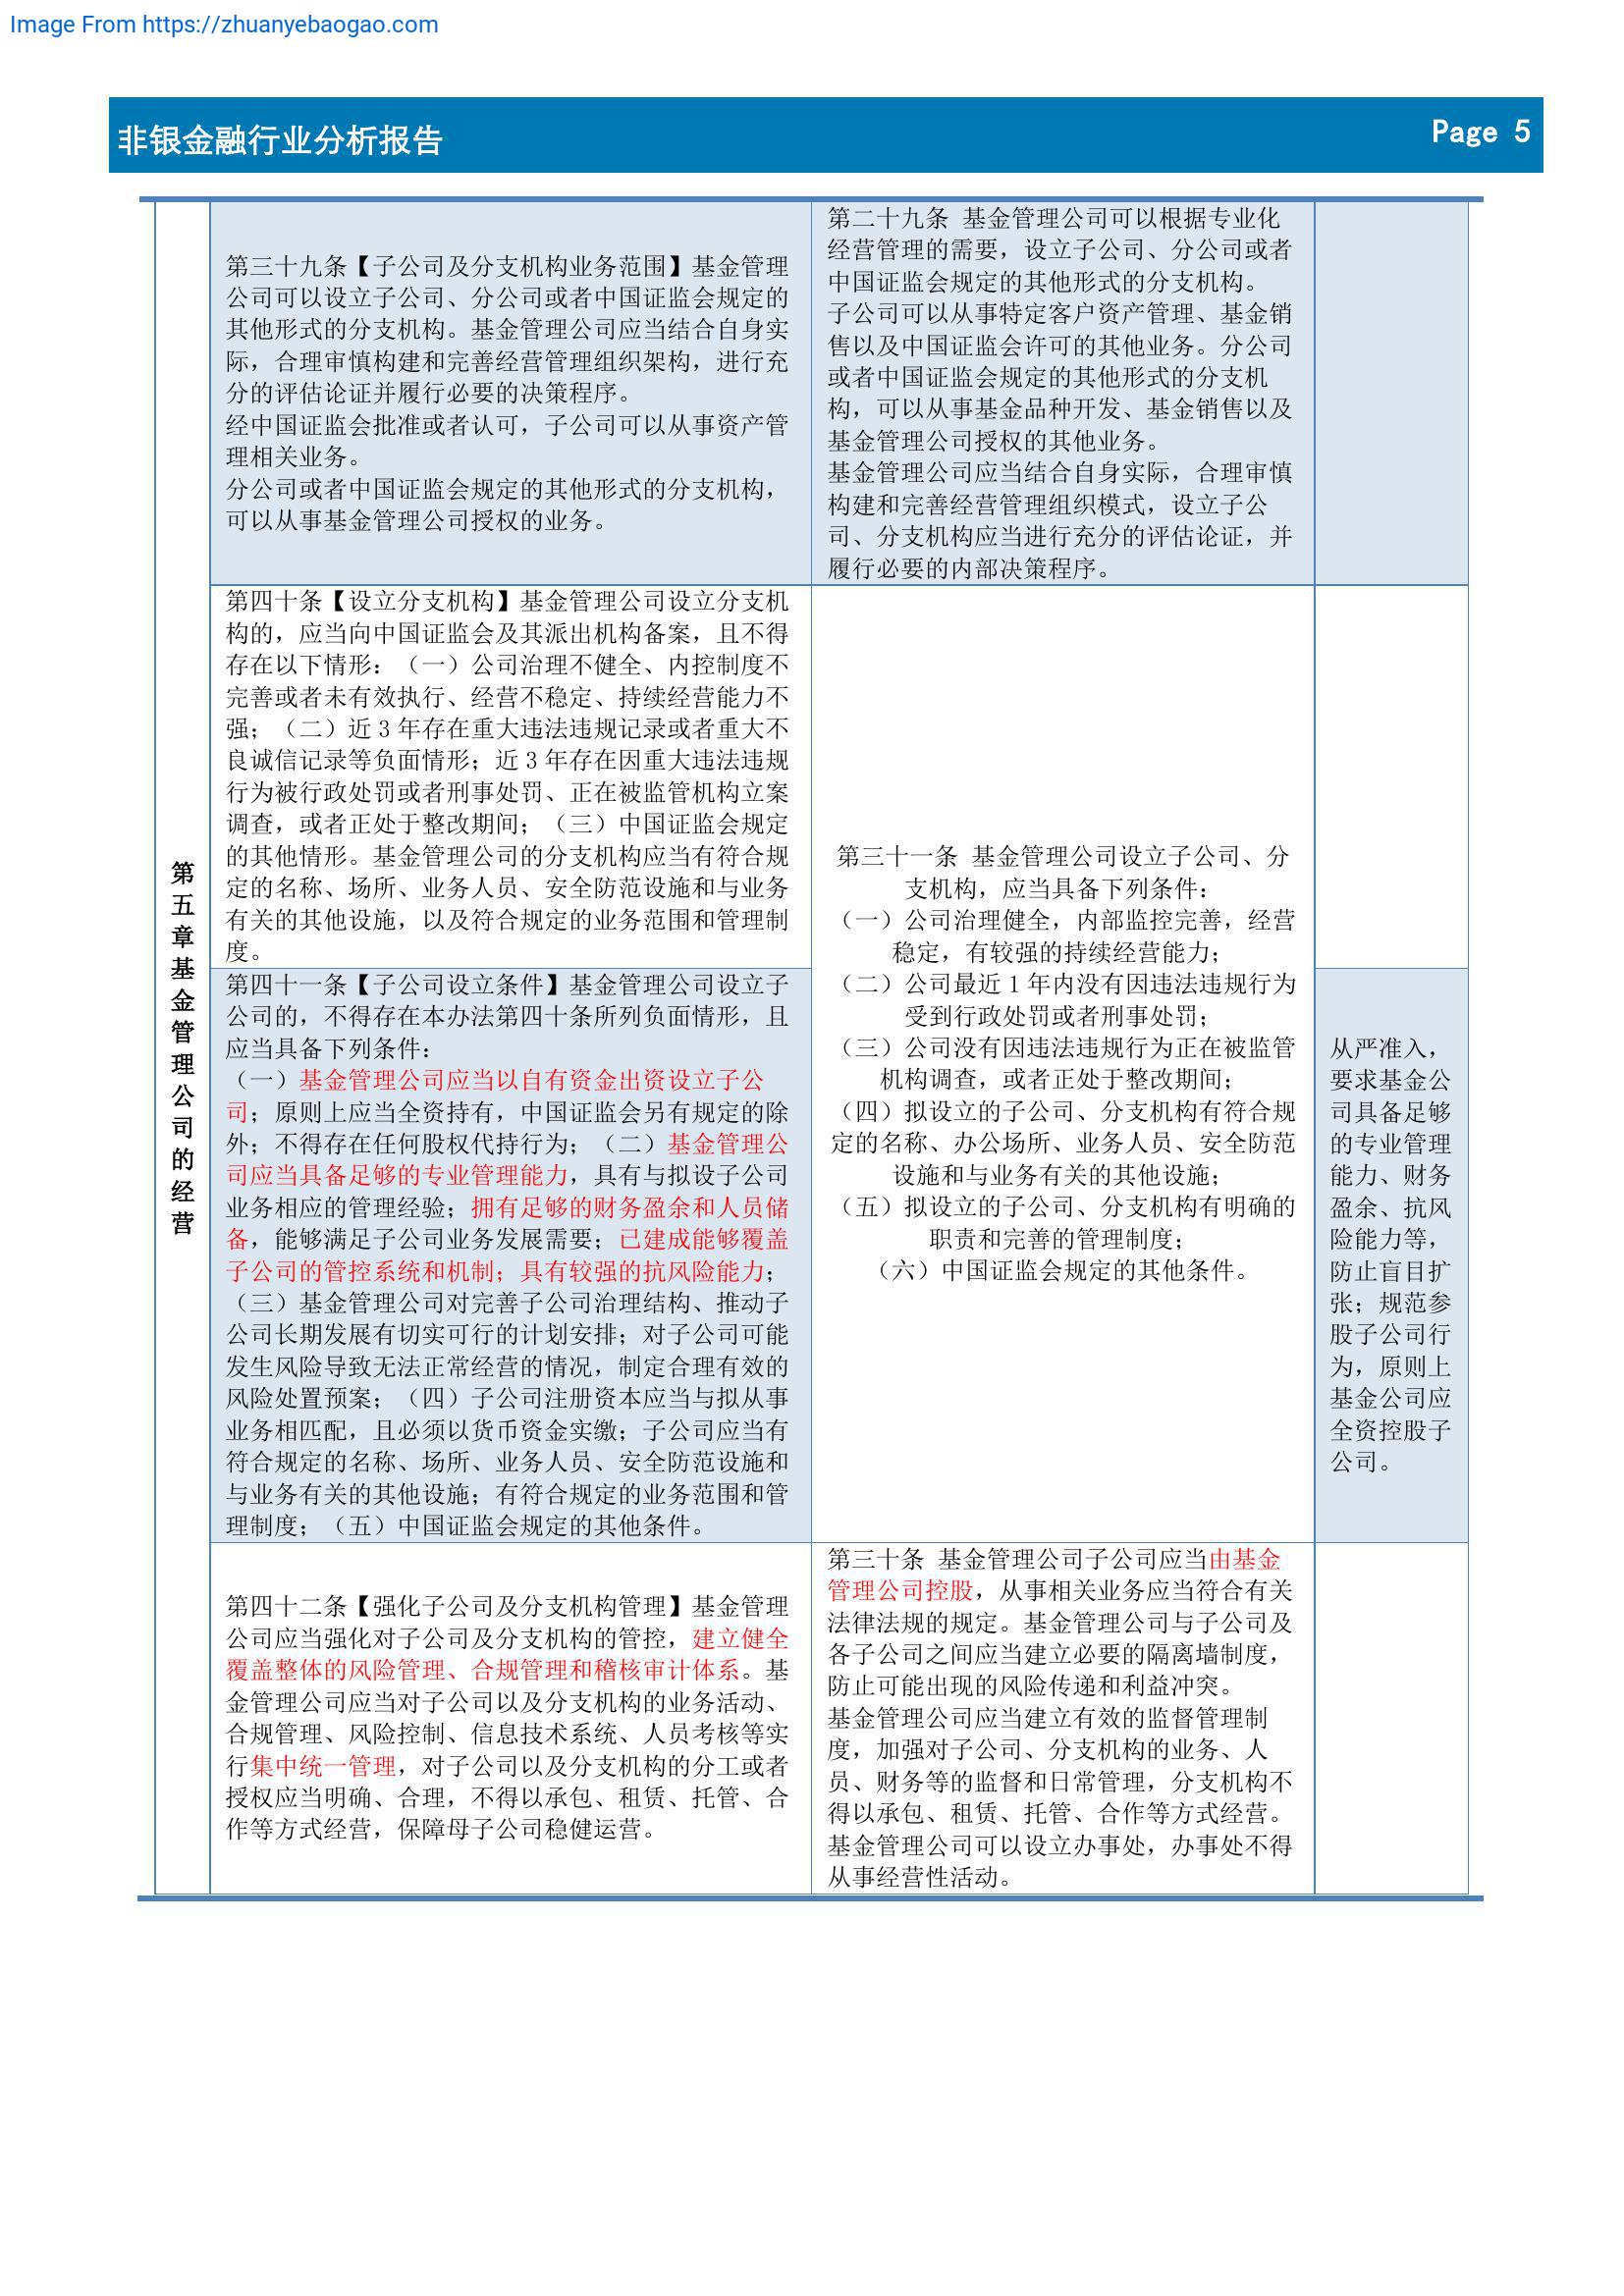 Image From https://zhuanyebaogao.com
非银金融行业分析报告
Page 5
第五章基金管理公司的经营
第三十九条【子公司及分支机构业务范围】基金管理
公司可以设立子公司、分公司或者中国证监会规定的
其他形式的分支机构。基金管理公司应当结合自身实
际，合理审慎构建和完善经营管理组织架构，进行充
分的评估论证并履行必要的决策程序。
经中国证监会批准或者认可，子公司可以从事资产管
理相关业务。
分公司或者中国证监会规定的其他形式的分支机构，
可以从事基金管理公司授权的业务。
第二十九条 基金管理公司可以根据专业化
经营管理的需要，设立子公司、分公司或者
中国证监会规定的其他形式的分支机构。
子公司可以从事特定客户资产管理、基金销
售以及中国证监会许可的其他业务。分公司
或者中国证监会规定的其他形式的分支机
构，可以从事基金品种开发、基金销售以及
基金管理公司授权的其他业务。
基金管理公司应当结合自身实际，合理审慎
构建和完善经营管理组织模式，设立子公
司、分支机构应当进行充分的评估论证，并
履行必要的内部决策程序。
第四十条【设立分支机构】基金管理公司设立分支机
构的，应当向中国证监会及其派出机构备案，且不得
存在以下情形：（一）公司治理不健全、内控制度不
完善或者未有效执行、经营不稳定、持续经营能力不
强；（二）近 3 年存在重大违法违规记录或者重大不
良诚信记录等负面情形；近 3 年存在因重大违法违规
行为被行政处罚或者刑事处罚、正在被监管机构立案
调查，或者正处于整改期间；（三）中国证监会规定
的其他情形。基金管理公司的分支机构应当有符合规
定的名称、场所、业务人员、安全防范设施和与业务
有关的其他设施，以及符合规定的业务范围和管理制
度。
第四十一条【子公司设立条件】基金管理公司设立子
公司的，不得存在本办法第四十条所列负面情形，且
应当具备下列条件：
（一）基金管理公司应当以自有资金出资设立子公
司；原则上应当全资持有，中国证监会另有规定的除
外；不得存在任何股权代持行为；（二）基金管理公
司应当具备足够的专业管理能力，具有与拟设子公司
业务相应的管理经验；拥有足够的财务盈余和人员储
备，能够满足子公司业务发展需要；已建成能够覆盖
子公司的管控系统和机制；具有较强的抗风险能力；
（三）基金管理公司对完善子公司治理结构、推动子
公司长期发展有切实可行的计划安排；对子公司可能
发生风险导致无法正常经营的情况，制定合理有效的
风险处置预案；（四）子公司注册资本应当与拟从事
业务相匹配，且必须以货币资金实缴；子公司应当有
符合规定的名称、场所、业务人员、安全防范设施和
与业务有关的其他设施；有符合规定的业务范围和管
理制度；（五）中国证监会规定的其他条件。
第三十一条 基金管理公司设立子公司、分
支机构，应当具备下列条件：
（一）公司治理健全，内部监控完善，经营
稳定，有较强的持续经营能力；
（二）公司最近 1 年内没有因违法违规行为
受到行政处罚或者刑事处罚；
（三）公司没有因违法违规行为正在被监管
机构调查，或者正处于整改期间；
（四）拟设立的子公司、分支机构有符合规
定的名称、办公场所、业务人员、安全防范
设施和与业务有关的其他设施；
（五）拟设立的子公司、分支机构有明确的
职责和完善的管理制度；
（六）中国证监会规定的其他条件。
从严准入，
要求基金公
司具备足够
的专业管理
能力、财务
盈余、抗风
险能力等，
防止盲目扩
张；规范参
股子公司行
为，原则上
基金公司应
全资控股子
公司。
第四十二条【强化子公司及分支机构管理】基金管理
公司应当强化对子公司及分支机构的管控，建立健全
覆盖整体的风险管理、合规管理和稽核审计体系。基
金管理公司应当对子公司以及分支机构的业务活动、
合规管理、风险控制、信息技术系统、人员考核等实
行集中统一管理，对子公司以及分支机构的分工或者
授权应当明确、合理，不得以承包、租赁、托管、合
作等方式经营，保障母子公司稳健运营。
第三十条 基金管理公司子公司应当由基金
管理公司控股，从事相关业务应当符合有关
法律法规的规定。基金管理公司与子公司及
各子公司之间应当建立必要的隔离墙制度，
防止可能出现的风险传递和利益冲突。
基金管理公司应当建立有效的监督管理制
度，加强对子公司、分支机构的业务、人
员、财务等的监督和日常管理，分支机构不
得以承包、租赁、托管、合作等方式经营。
基金管理公司可以设立办事处，办事处不得
从事经营性活动。